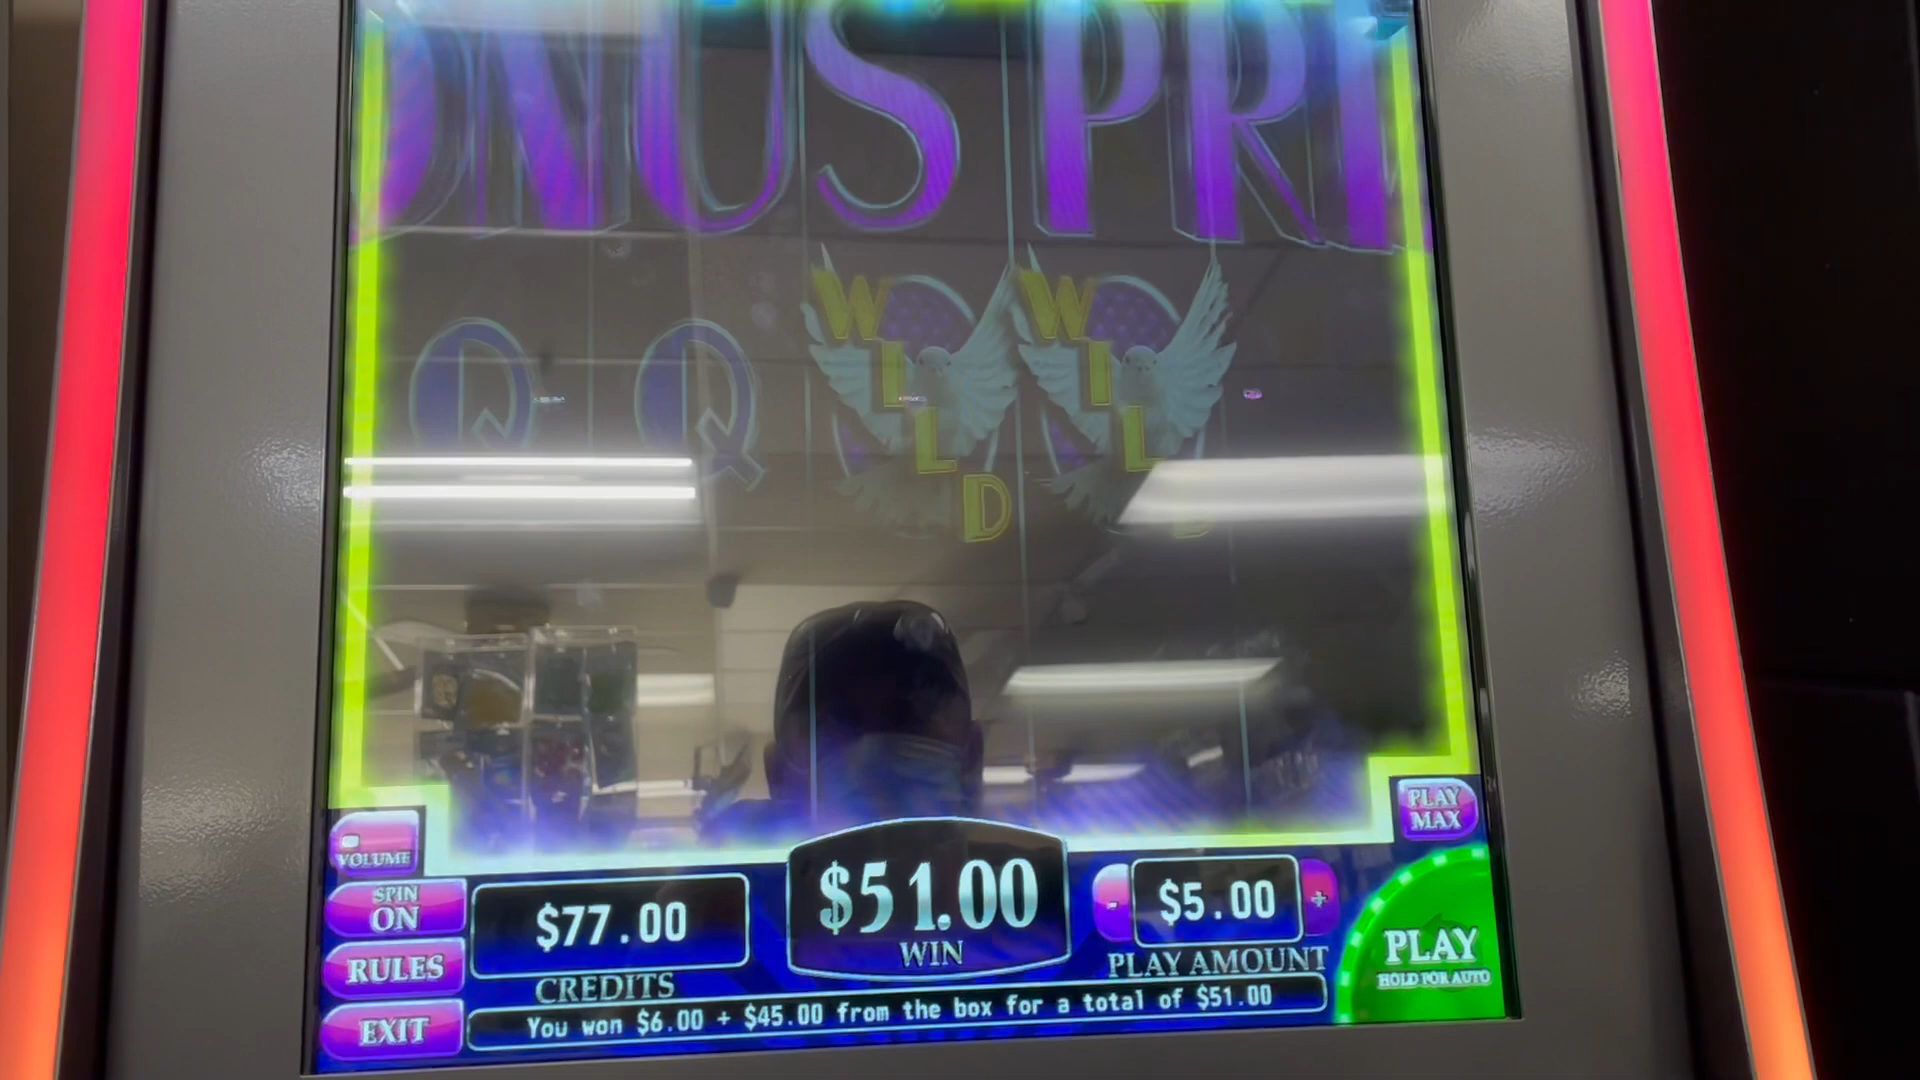 ONUS PRI
Q Q WILD WILD
VOLUME
PLAY
MAX
SPIN
ON
$77.00
$51.00
- $5.00 +
WIN
PLAY AMOUNT
PLAY
HOLD FOR AUTO
RULES
CREDITS
EXIT
You won $6.00 + $45.00 from the box for a total of $51.00